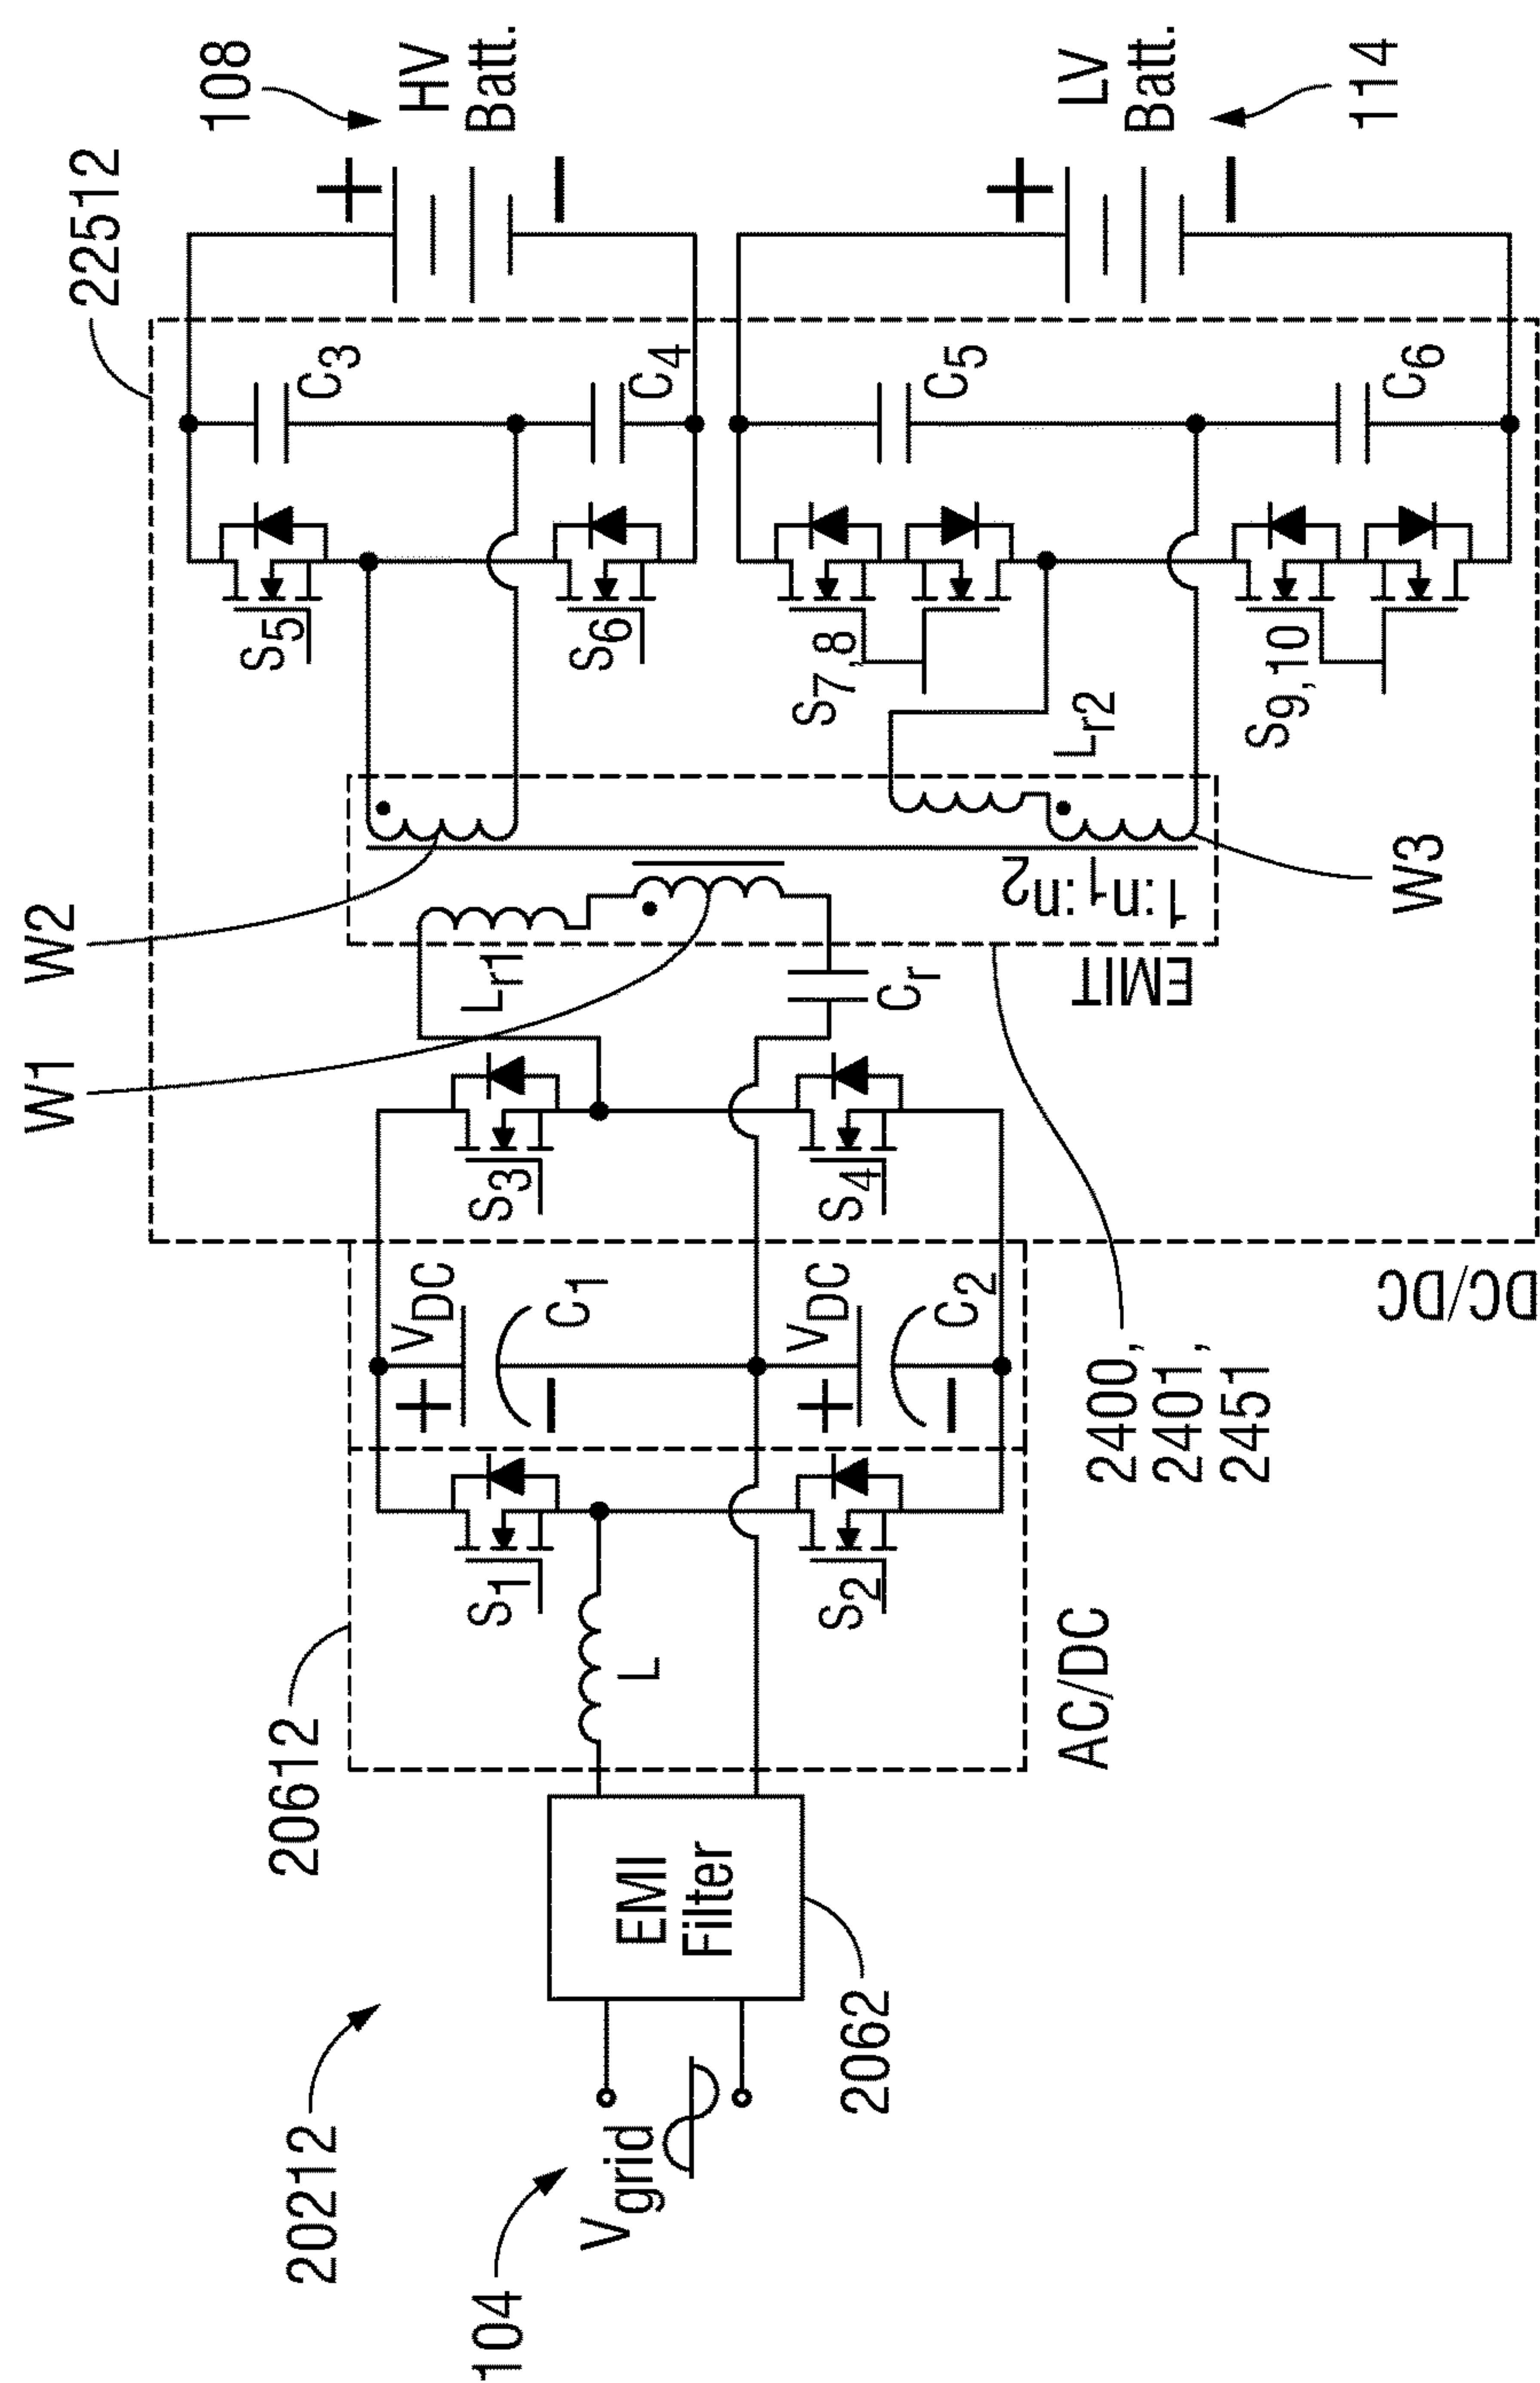 20212
104
Vgrid
EMI
Filter
2062
20612
AC/DC
L
S1
S2
VDC
+
−
C1
VDC
+
−
C2
2400,
2401,
2451
DC/DC
S3
S4
W1
W2
Lr1
Cr
EMIT
1:n1:n2
W3
Lr2
S5
S6
S7,8
S9,10
C3
C4
C5
C6
22512
108
HV
Batt.
+
−
LV
Batt.
+
−
114